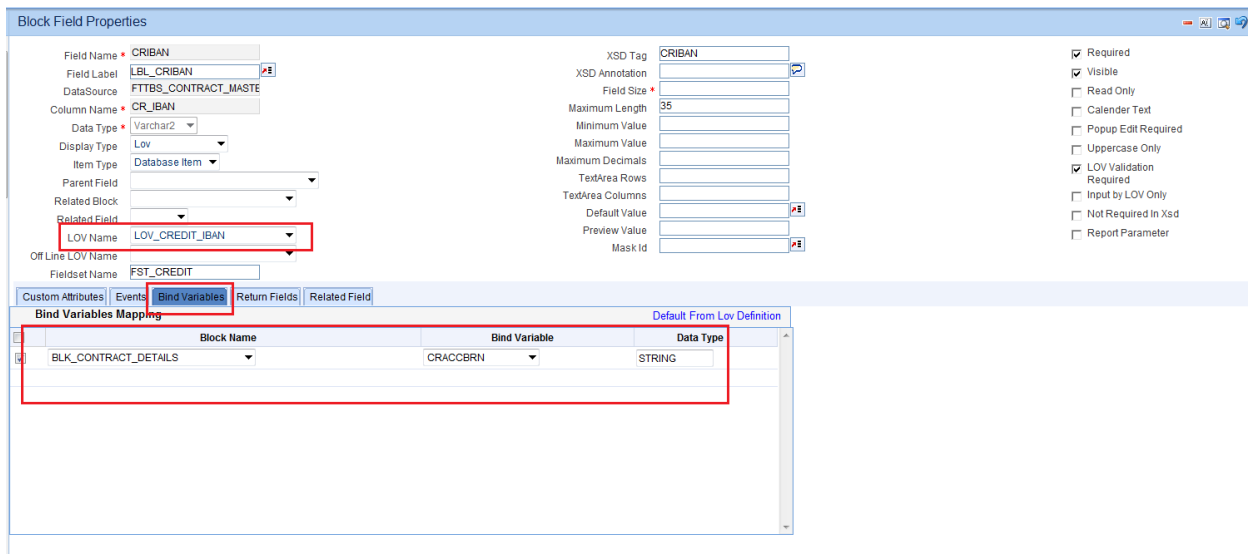 Block Field Properties
Field Name * CRIBAN
Field Label LBL_CRIBAN
DataSource FTTBS_CONTRACT_MASTE
Column Name * CR_IBAN
Data Type * Varchar2
Display Type Lov
Item Type Database Item
Parent Field
Related Block
Related Field
LOV Name LOV_CREDIT_IBAN
Off Line LOV Name
Fieldset Name FST_CREDIT
XSD Tag CRIBAN
XSD Annotation
Field Size *
Maximum Length 35
Minimum Value
Maximum Value
Maximum Decimals
TextArea Rows
TextArea Columns
Default Value
Preview Value
Mask Id
Required
Visible
Read Only
Calender Text
Popup Edit Required
Uppercase Only
LOV Validation
Required
Input by LOV Only
Not Required In Xsd
Report Parameter
Custom Attributes Events Bind Variables Return Fields Related Field
Bind Variables Mapping Default From Lov Definition
Block Name Bind Variable Data Type
BLK_CONTRACT_DETAILS CRACCBRN STRING